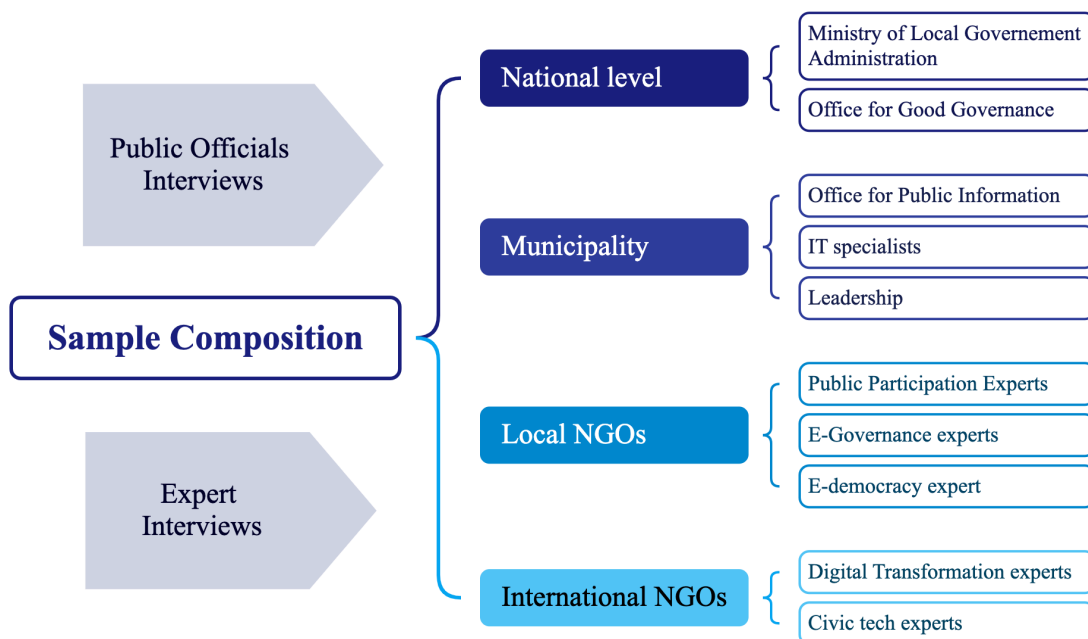 Public Officials
Interviews
Sample Composition
Expert
Interviews
National level
Ministry of Local Governement
Administration
Office for Good Governance
Municipality
Office for Public Information
IT specialists
Leadership
Local NGOs
Public Participation Experts
E-Governance experts
E-democracy expert
International NGOs
Digital Transformation experts
Civic tech experts